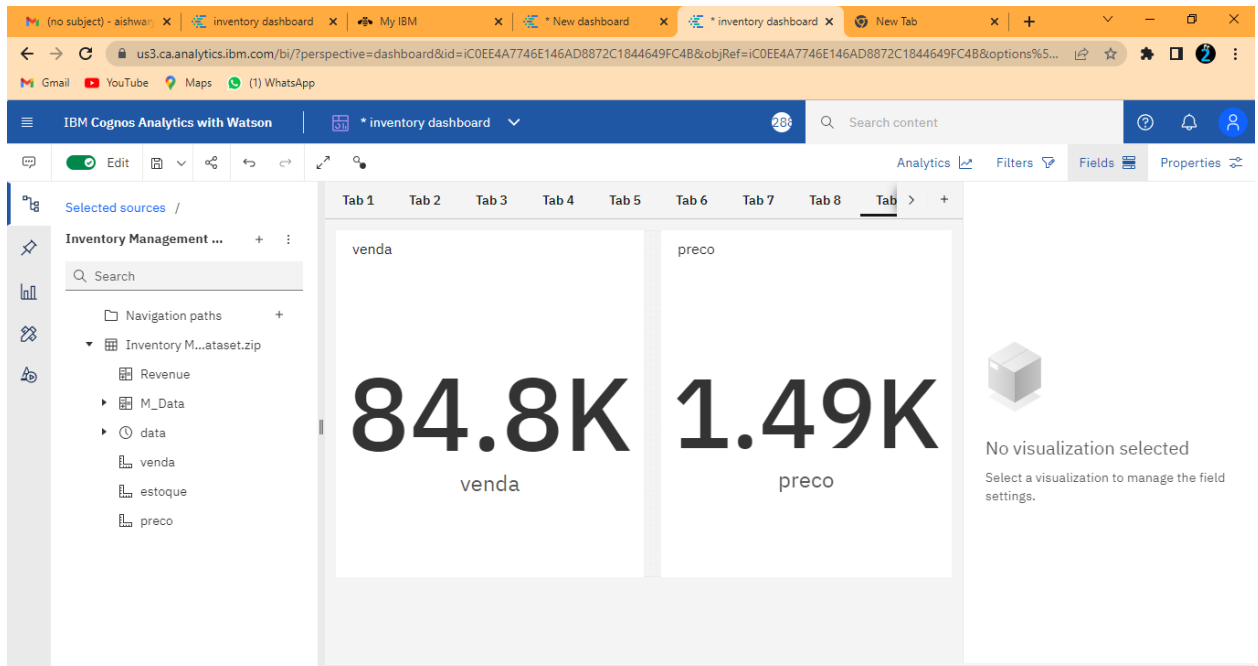 (no subject) - aishwar
inventory dashboard
My IBM
* New dashboard
* inventory dashboard
New Tab
us3.ca.analytics.ibm.com/bi/?perspective=dashboard&id=iC0EE4A7746E146AD8872C1844649FC4B&objRef=iC0EE4A7746E146AD8872C1844649FC4B&options%5...
Gmail
YouTube
Maps
(1) WhatsApp
IBM Cognos Analytics with Watson
* inventory dashboard
288
Search content
Edit
Analytics
Filters
Fields
Properties
Selected sources /
Tab 1
Tab 2
Tab 3
Tab 4
Tab 5
Tab 6
Tab 7
Tab 8
Tab
Inventory Management ...
Search
Navigation paths
Inventory M...ataset.zip
Revenue
M_Data
data
venda
estoque
preco
venda
84.8K
venda
preco
1.49K
preco
No visualization selected
Select a visualization to manage the field
settings.